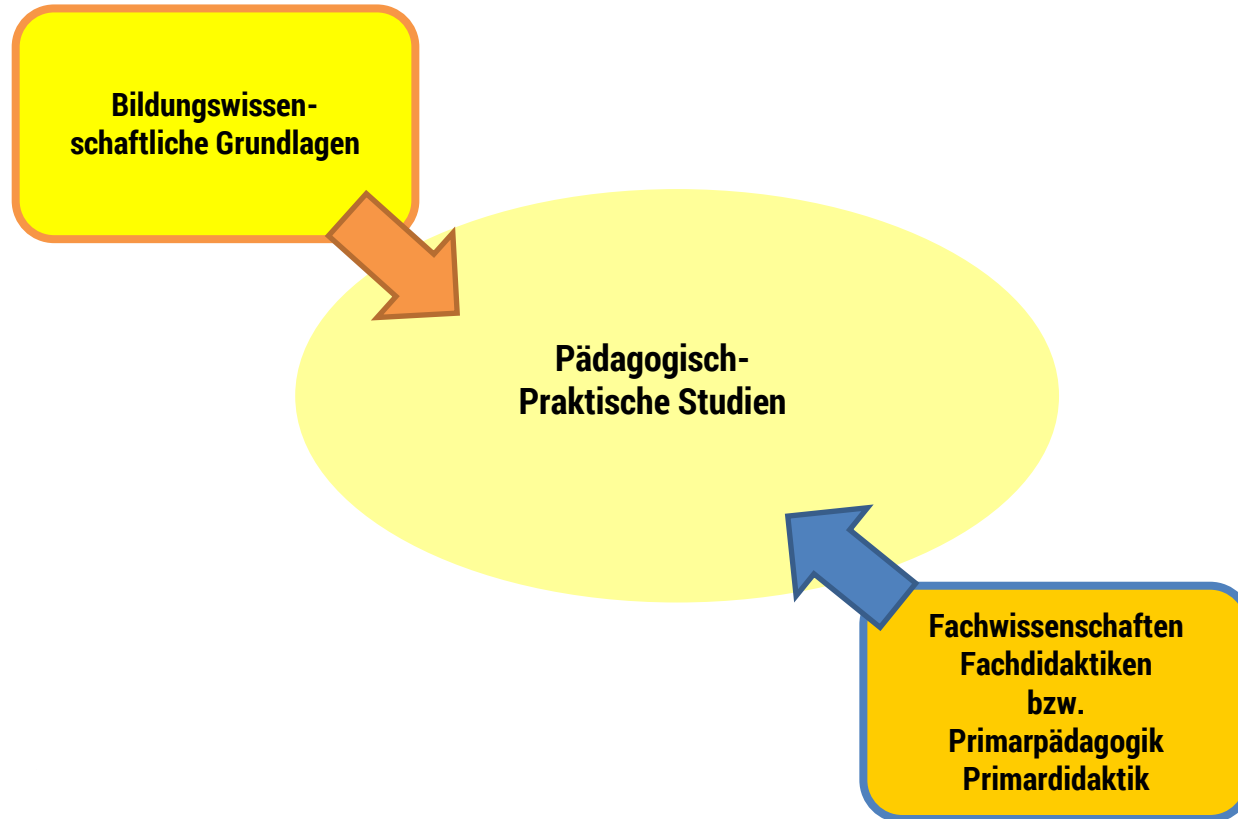 Bildungswissen-
schaftliche Grundlagen
Pädagogisch-
Praktische Studien
Fachwissenschaften
Fachdidaktiken
bzw.
Primarpädagogik
Primardidaktik